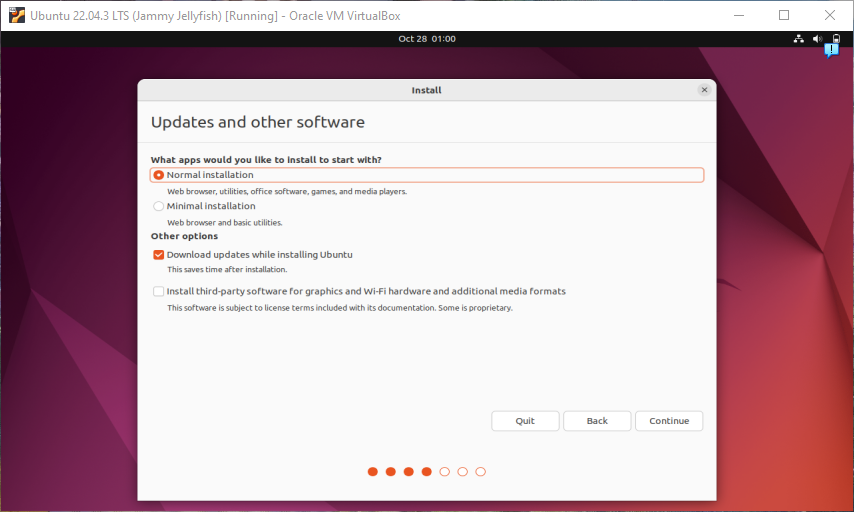 Ubuntu 22.04.3 LTS (Jammy Jellyfish) [Running] - Oracle VM VirtualBox
Oct 28 01:00
Install
Updates and other software
What apps would you like to install to start with?
Normal installation
Web browser, utilities, office software, games, and media players.
Minimal installation
Web browser and basic utilities.
Other options
Download updates while installing Ubuntu
This saves time after installation.
Install third-party software for graphics and Wi-Fi hardware and additional media formats
This software is subject to license terms included with its documentation. Some is proprietary.
Quit Back Continue